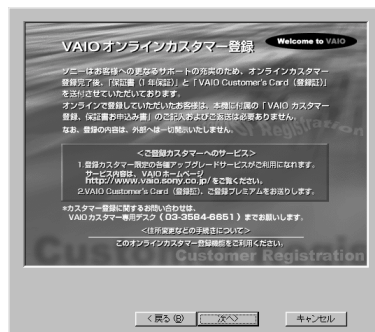 VAIOオンラインカスタマー登録
Welcome to VAIO
ソニーはお客様への更なるサポートの充実のため、オンラインカスタマー
登録完了後、「保証書(1年保証)」と「VAIO Customer's Card(登録証)」
を送付させていただいております。
オンラインで登録していただいたお客様は、本機に付属の「VAIO カスタマー
登録、保証書お申込み書」のご記入およびご返送は必要ありません。
なお、登録の内容は、外部へは一切開示いたしません。
<ご登録カスタマーへのサービス>
1.登録カスタマー限定の各種アップグレードサービスがご利用になれます。
サービス内容は、VAIO ホームページ
http://www.vaio.sony.co.jp/をご覧ください。
2.VAIO Customer's Card(登録証)、ご登録プレミアムをお送りします。
*カスタマー登録に関するお問い合わせは、
VAIO カスタマー専用デスク(03-3584-6651)までお願いします。
<住所変更などの手続きについて>
このオンラインカスタマー登録機能をご利用ください。
Customer Registration
<戻る(B)
次へ>
キャンセル